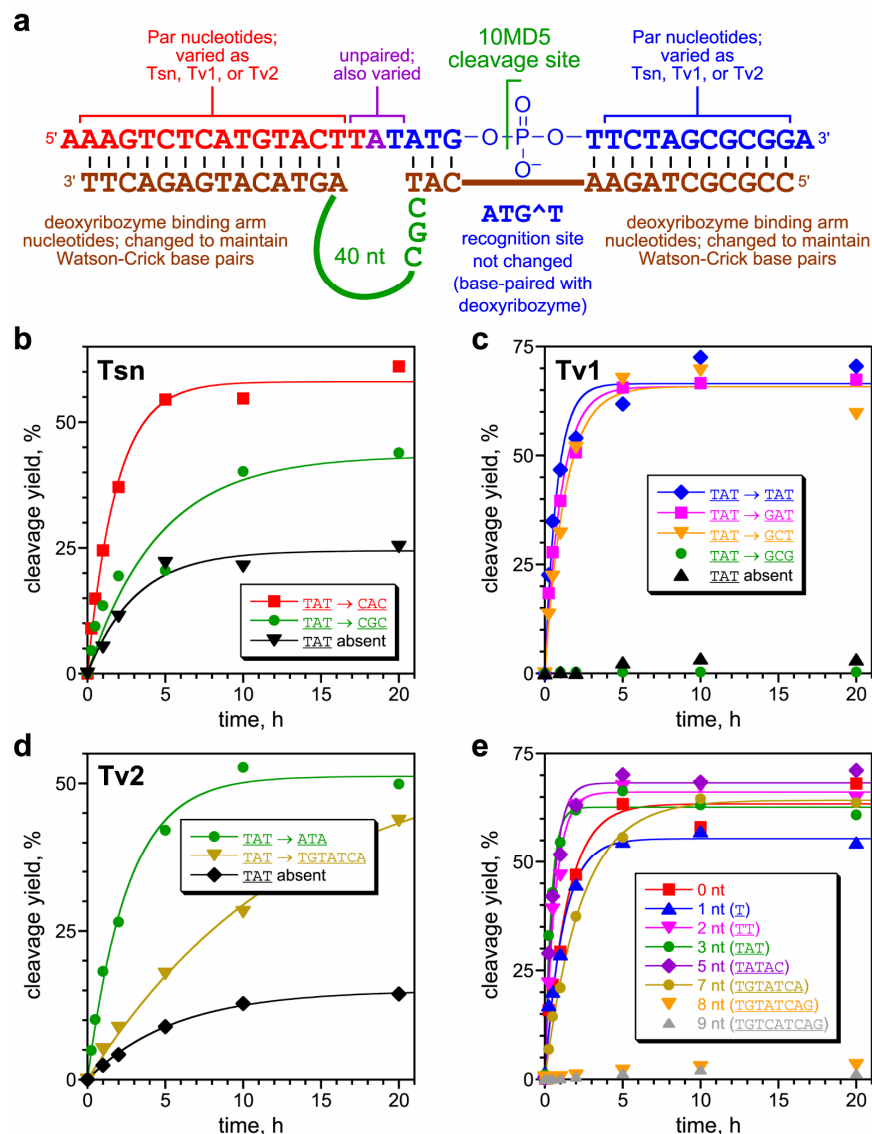 a
Par nucleotides;
varied as
Tsn, Tv1, or Tv2
unpaired;
also varied
10MD5
cleavage site
Par nucleotides;
varied as
Tsn, Tv1, or Tv2
5' AAAGTCTCATGTACTTATATG O P O TTCTAGCGCGGA 3'
O
O−
3' TTCAGAGTACATGA TAC AAGATCGCGCC 5'
C
G
C
40 nt
deoxyribozyme binding arm
nucleotides; changed to maintain
Watson-Crick base pairs
ATG^T
recognition site
not changed
(base-paired with
deoxyribozyme)
deoxyribozyme binding arm
nucleotides; changed to maintain
Watson-Crick base pairs
b
Tsn
cleavage yield, %
50
25
0
0 5 10 15 20
time, h
TAT → CAC
TAT → CGC
TAT absent
c
Tv1
cleavage yield, %
75
50
25
0
0 5 10 15 20
time, h
TAT → TAT
TAT → GAT
TAT → GCT
TAT → GCG
TAT absent
d
Tv2
cleavage yield, %
50
25
0
0 5 10 15 20
time, h
TAT → ATA
TAT → TGTATCA
TAT absent
e
cleavage yield, %
75
50
25
0
0 5 10 15 20
time, h
0 nt
1 nt (T)
2 nt (TT)
3 nt (TAT)
5 nt (TATAC)
7 nt (TGTATCA)
8 nt (TGTATCAG)
9 nt (TGTCATCAG)